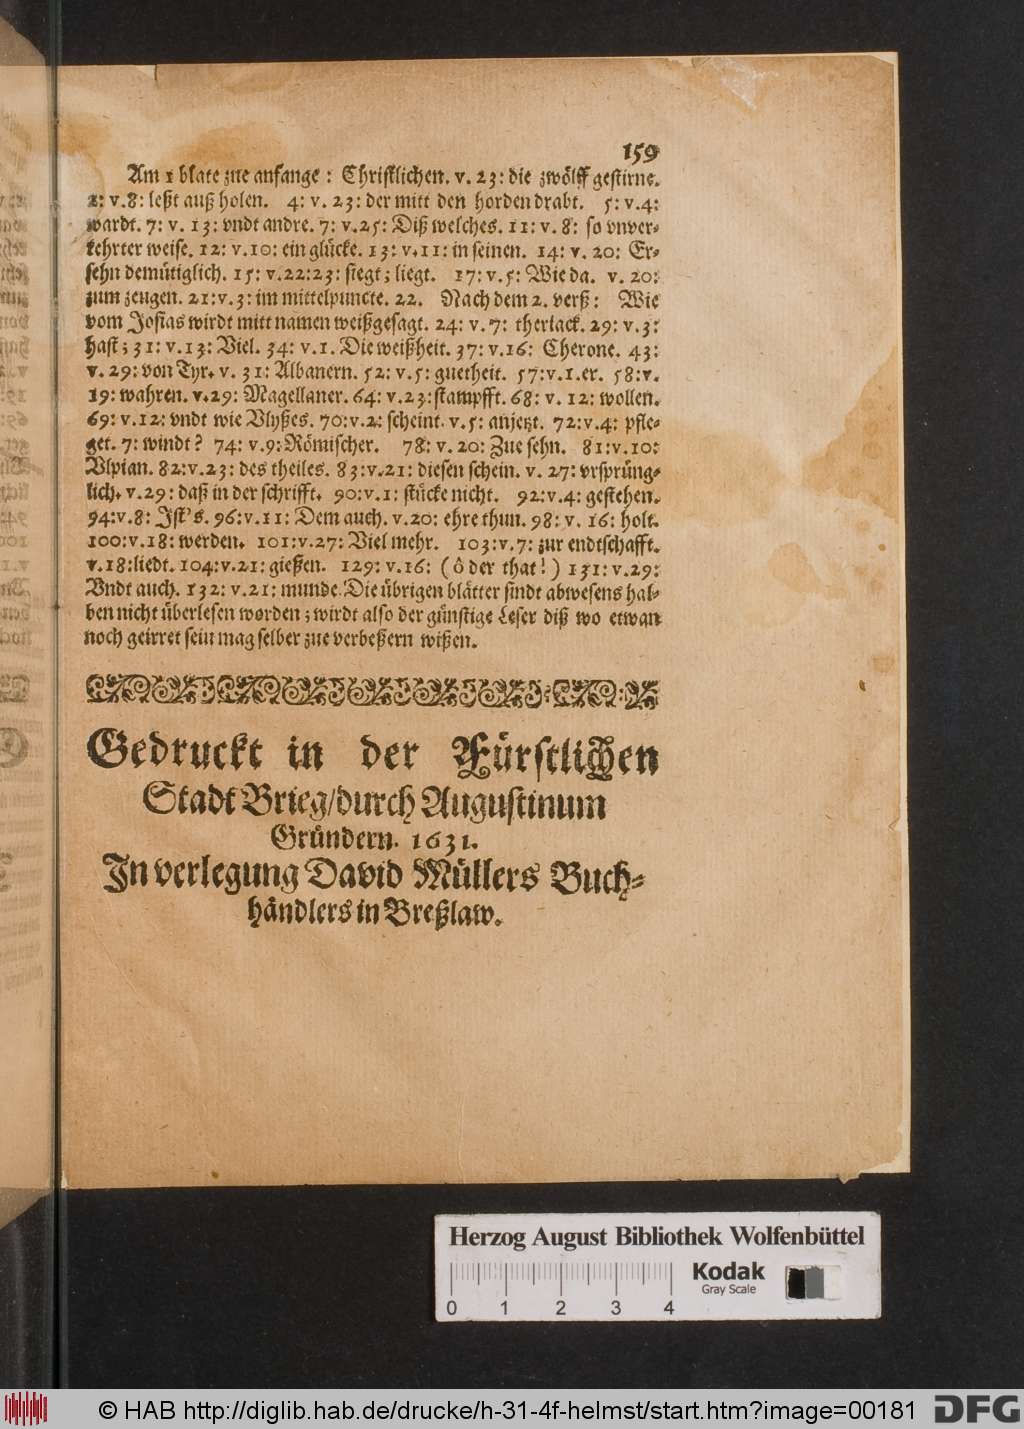 159
Am 1 blate zue anfange : Christlichen. v. 23: die zwölff gestirne.
2: v.8: leßt auß holen. 4: v. 23: der mitt den horden drabt. 5: v.4:
wardt. 7: v. 13: vndt andre. 7: v.25: Diß welches. 11: v. 8: so vnver-
kehrter weise. 12: v.10: ein glücke. 13: v.11: in seinen. 14: v. 20: Er-
sehn demütiglich. 15: v.22:23: siegt; liegt. 17: v.5: Wie da. v. 20:
zum zeugen. 21: v.3: im mittelpuncte. 22. Nach dem 2. verß: Wie
vom Josias wirdt mitt namen weißgesagt. 24: v. 7: theriack. 29: v.3:
hast; 31: v.13: Viel. 34: v.1. Die weißheit. 37: v.16: Cherone. 43:
v. 29: von Tyr. v. 31: Albanern. 52: v.5: guetheit. 57:v.1.er. 58:v.
19: wahren. v.29: Magellaner. 64: v.23:stampfft. 68: v. 12: wollen.
69: v.12: vndt wie Vlyßes. 70:v.2: scheint. v.5: anjetzt. 72:v.4: pfle-
get. 7: windt? 74: v.9:Römischer. 78: v. 20: Zue sehn. 81:v.10:
Vlpian. 82:v.23: des theiles. 83:v.21: diesen schein. v. 27: vrsprüng-
lich. v.29: daß in der schrifft. 90:v.1: stücke nicht. 92:v.4: gestehen.
94:v.8: Ist's. 96:v.11: Dem auch. v.20: ehre thun. 98: v. 16: holt.
100:v.18: werden. 101:v.27: Viel mehr. 103:v.7: zur endtschafft.
v.18:liedt. 104:v.21: gießen. 129: v.16: (ô der that!) 131: v.29:
Vndt auch. 132: v.21: munde. Die übrigen blätter sindt abwesens hal-
ben nicht überlesen worden; wirdt also der günstige Leser diß wo etwan
noch geirret sein mag selber zue verbeßern wißen.
Gedruckt in der Fürstlichen
Stadt Brieg/durch Augustinum
Gründern. 1631.
In verlegung David Müllers Buch-
händlers in Breßlaw.
Herzog August Bibliothek Wolfenbüttel
Kodak
Gray Scale
0 1 2 3 4
© HAB http://diglib.hab.de/drucke/h-31-4f-helmst/start.htm?image=00181
DFG